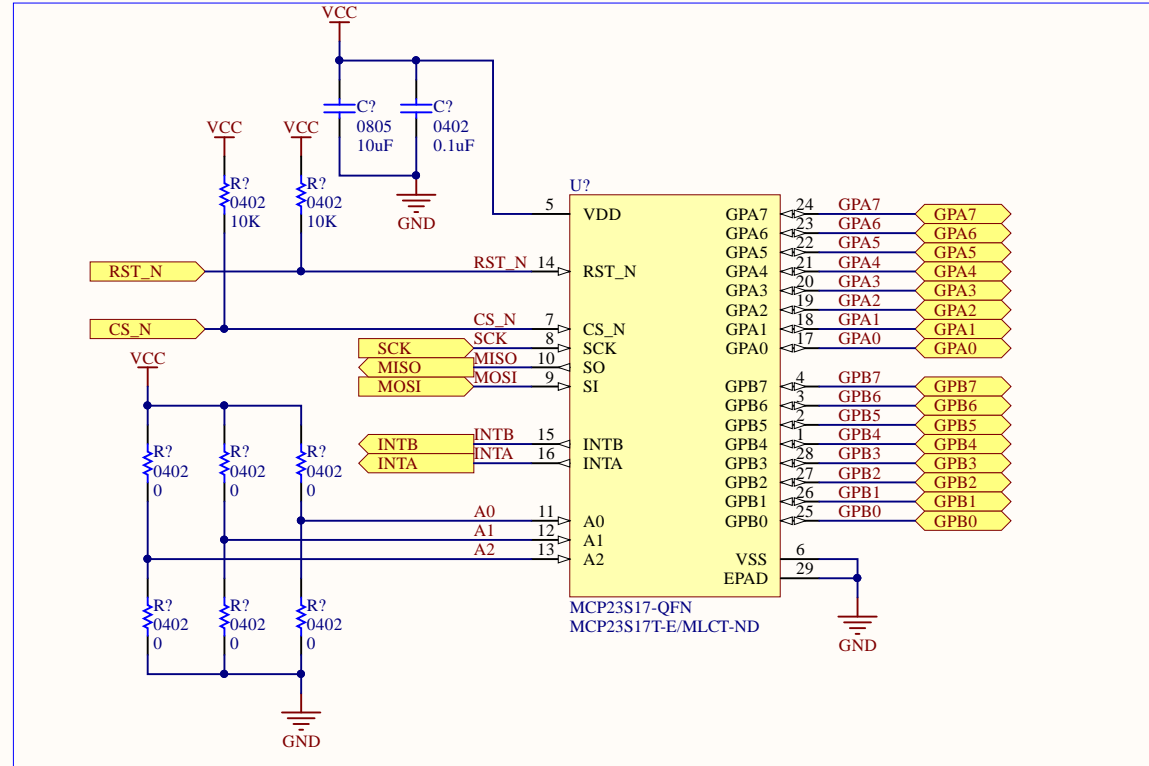 VCC
C?
0805
10uF
C?
0402
0.1uF
GND
VCC
R?
0402
10K
VCC
R?
0402
10K
RST_N
CS_N
SCK
MISO
MOSI
INTB
INTA
RST_N 14
CS_N 7
SCK 8
MISO 10
MOSI 9
INTB 15
INTA 16
A0 11
A1 12
A2 13
5
U?
VDD
RST_N
CS_N
SCK
SO
SI
INTB
INTA
A0
A1
A2
GPA7
GPA6
GPA5
GPA4
GPA3
GPA2
GPA1
GPA0
GPB7
GPB6
GPB5
GPB4
GPB3
GPB2
GPB1
GPB0
VSS
EPAD
MCP23S17-QFN
MCP23S17T-E/MLCT-ND
24 GPA7 GPA7
23 GPA6 GPA6
22 GPA5 GPA5
21 GPA4 GPA4
20 GPA3 GPA3
19 GPA2 GPA2
18 GPA1 GPA1
17 GPA0 GPA0
4 GPB7 GPB7
3 GPB6 GPB6
2 GPB5 GPB5
1 GPB4 GPB4
28 GPB3 GPB3
27 GPB2 GPB2
26 GPB1 GPB1
25 GPB0 GPB0
6
29
GND
VCC
R?
0402
0
R?
0402
0
R?
0402
0
R?
0402
0
R?
0402
0
R?
0402
0
GND